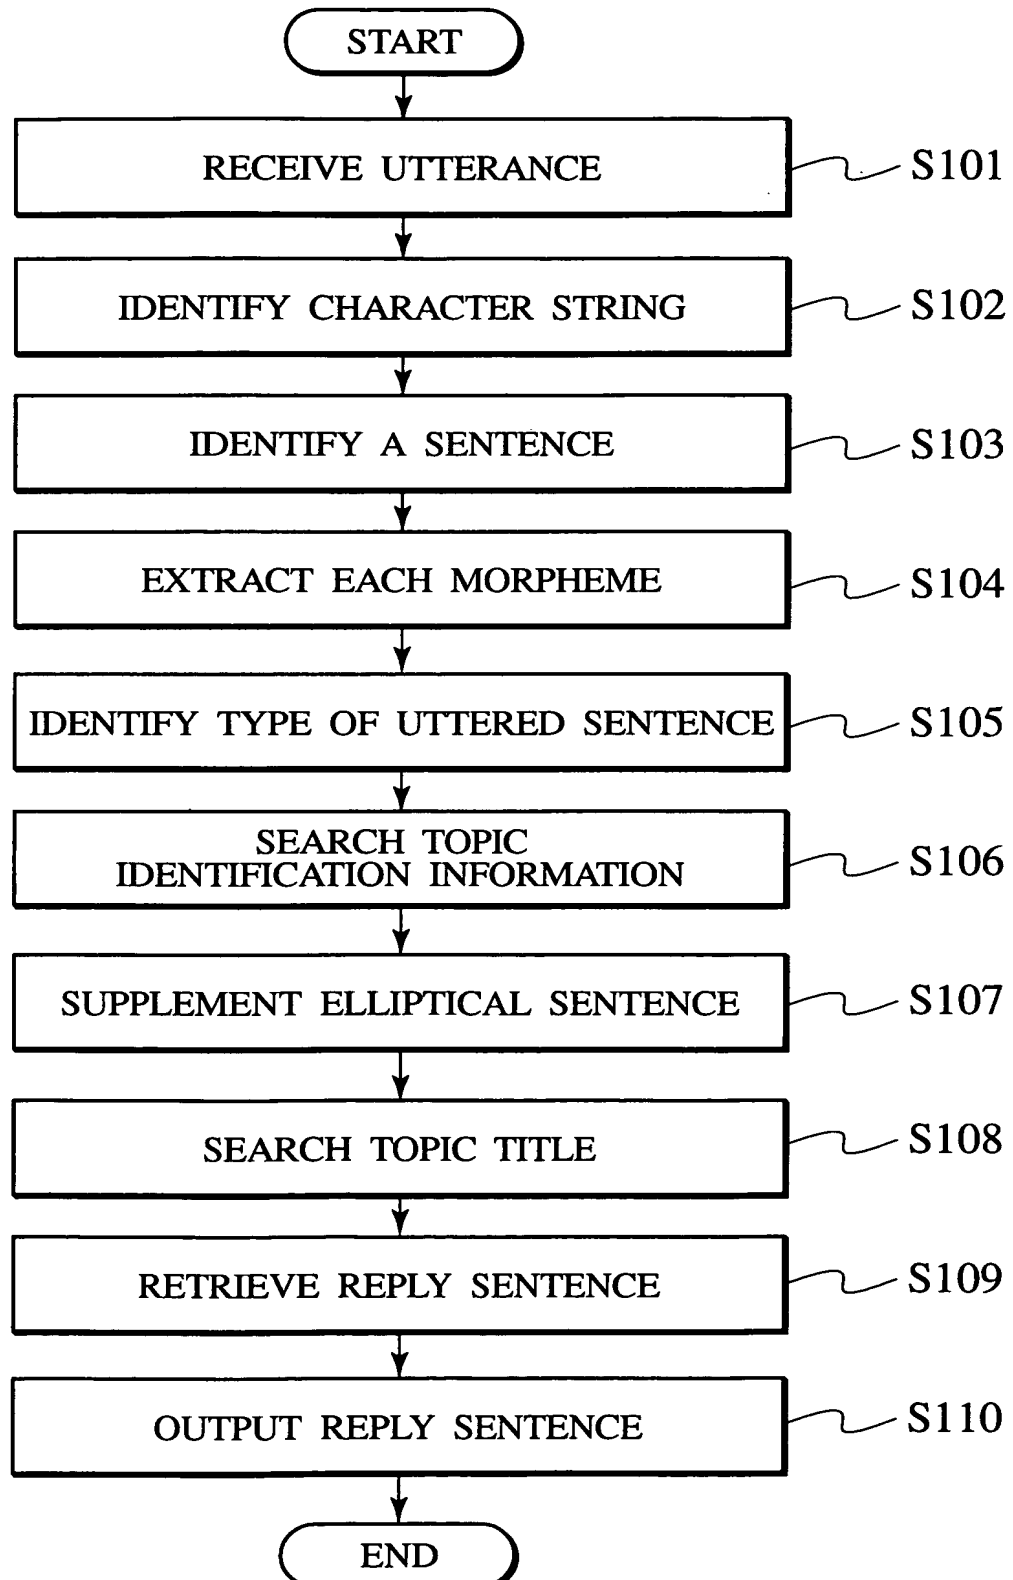 START
RECEIVE UTTERANCE
S101
IDENTIFY CHARACTER STRING
S102
IDENTIFY A SENTENCE
S103
EXTRACT EACH MORPHEME
S104
IDENTIFY TYPE OF UTTERED SENTENCE
S105
SEARCH TOPIC
IDENTIFICATION INFORMATION
S106
SUPPLEMENT ELLIPTICAL SENTENCE
S107
SEARCH TOPIC TITLE
S108
RETRIEVE REPLY SENTENCE
S109
OUTPUT REPLY SENTENCE
S110
END